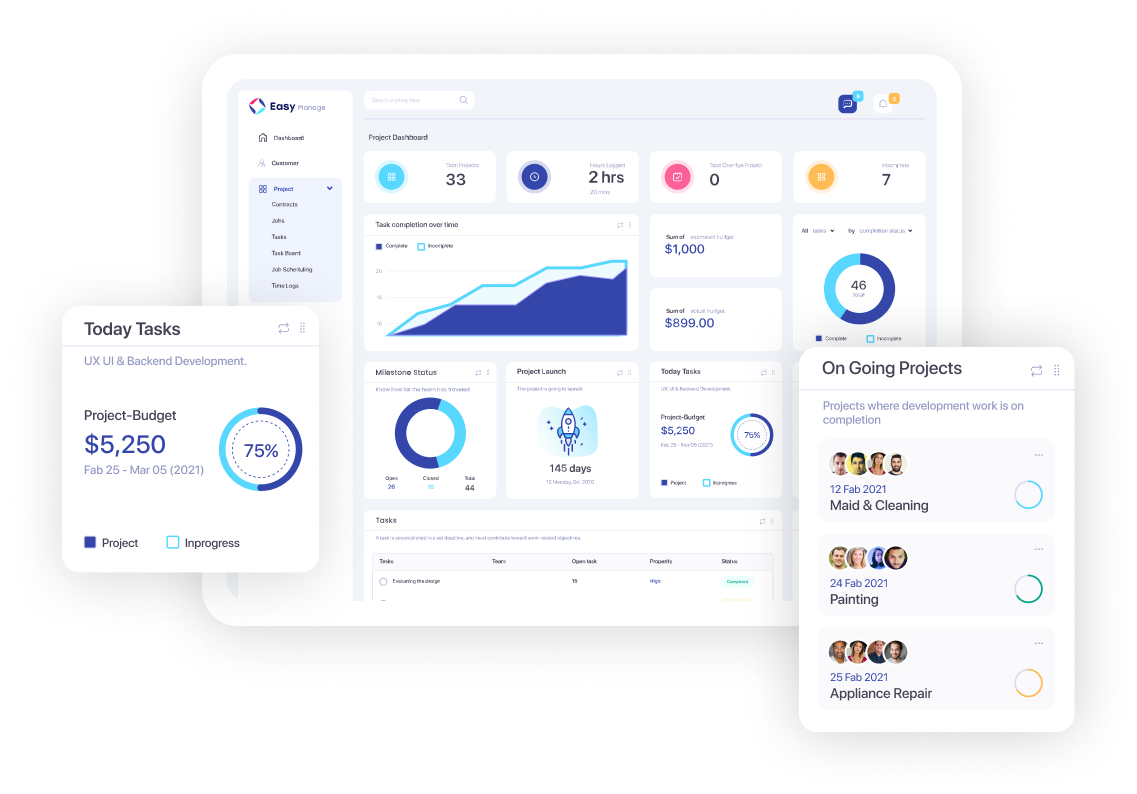 Easy Manage
Search anything here
6
2
Dashboard
Customer
Project
Contracts
Johs
Tasks
Task Board
Job Scheduling
Time Logs
Project Dashboard
Total Projects
33
Hours Logged
2 hrs
20 mins
Total Overdue Project
0
Incomplete
7
Task completion over time
Complete
Incomplete
20
15
10
Sum of estimated budget
$1,000
Sum of actual budget
$899.00
All tasks by completion status
46
Total
Complete
Incomplete
Milestone Status
Know how far the team has traveled.
Open
26
Closed
18
Total
44
Project Launch
The project is going to launch
145 days
12 Monday, 2020
Today Tasks
UX UI & Backend Development.
Project-Budget
$5,250
Fab 25 - Mar 05 (2021)
75%
Project
Inprogress
Tasks
A task is accomplished in a set deadline, and must contribute toward work-related objectives.
Tasks Team Open task Property Status
Evaluating the design 15 High Completed
Today Tasks
UX UI & Backend Development.
Project-Budget
$5,250
Fab 25 - Mar 05 (2021)
75%
Project
Inprogress
On Going Projects
Projects where development work is on
completion
12 Fab 2021
Maid & Cleaning
24 Fab 2021
Painting
25 Fab 2021
Appliance Repair